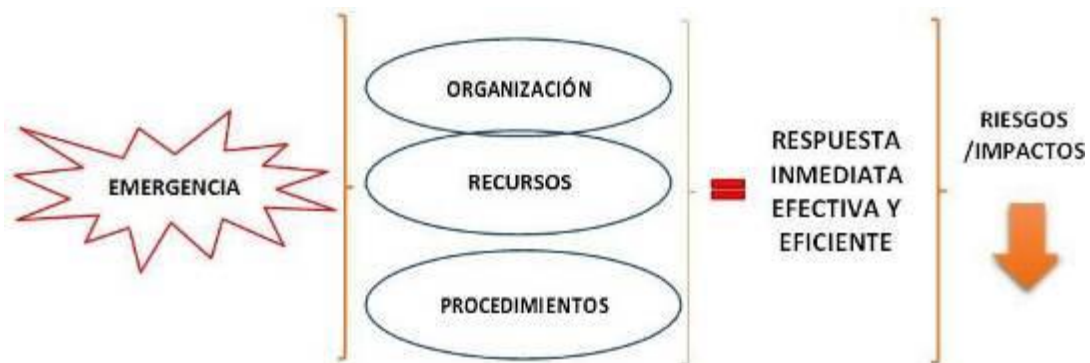 EMERGENCIA
ORGANIZACIÓN
RECURSOS
PROCEDIMIENTOS
RESPUESTA
INMEDIATA
EFECTIVA Y
EFICIENTE
RIESGOS
/IMPACTOS